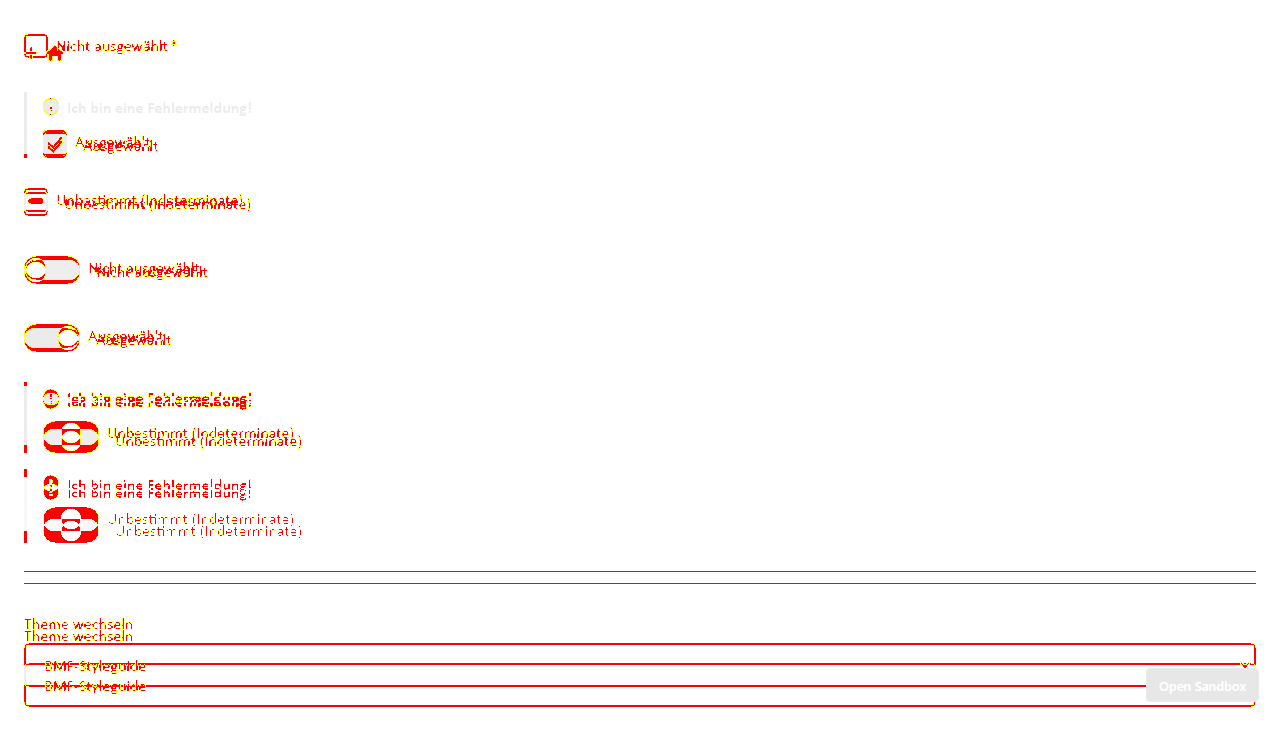 Nicht ausgewählt *
Ich bin eine Fehlermeldung!
Ausgewählt
Ausgewählt
Unbestimmt (Indeterminate)
Unbestimmt (Indeterminate)
Nicht ausgewählt
Nicht ausgewählt
Ausgewählt
Ausgewählt
Ich bin eine Fehlermeldung!
Ich bin eine Fehlermeldung!
Unbestimmt (Indeterminate)
Unbestimmt (Indeterminate)
Ich bin eine Fehlermeldung!
Ich bin eine Fehlermeldung!
Unbestimmt (Indeterminate)
Unbestimmt (Indeterminate)
Theme wechseln
Theme wechseln
BMF-Styleguide
BMF-Styleguide
Open Sandbox